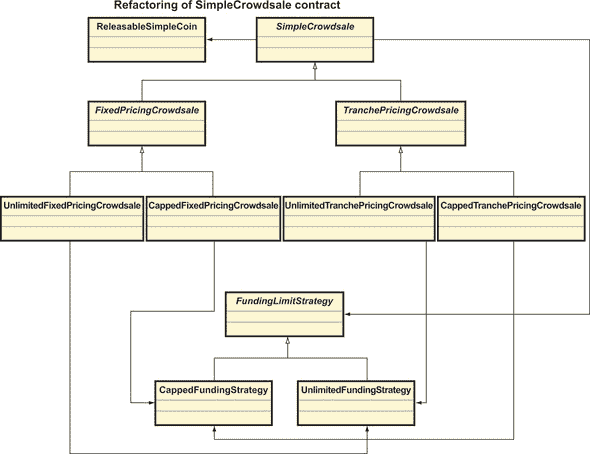 Refactoring of SimpleCrowdsale contract
ReleasableSimpleCoin
SimpleCrowdsale
FixedPricingCrowdsale
TranchePricingCrowdsale
UnlimitedFixedPricingCrowdsale
CappedFixedPricingCrowdsale
UnlimitedTranchePricingCrowdsale
CappedTranchePricingCrowdsale
FundingLimitStrategy
CappedFundingStrategy
UnlimitedFundingStrategy